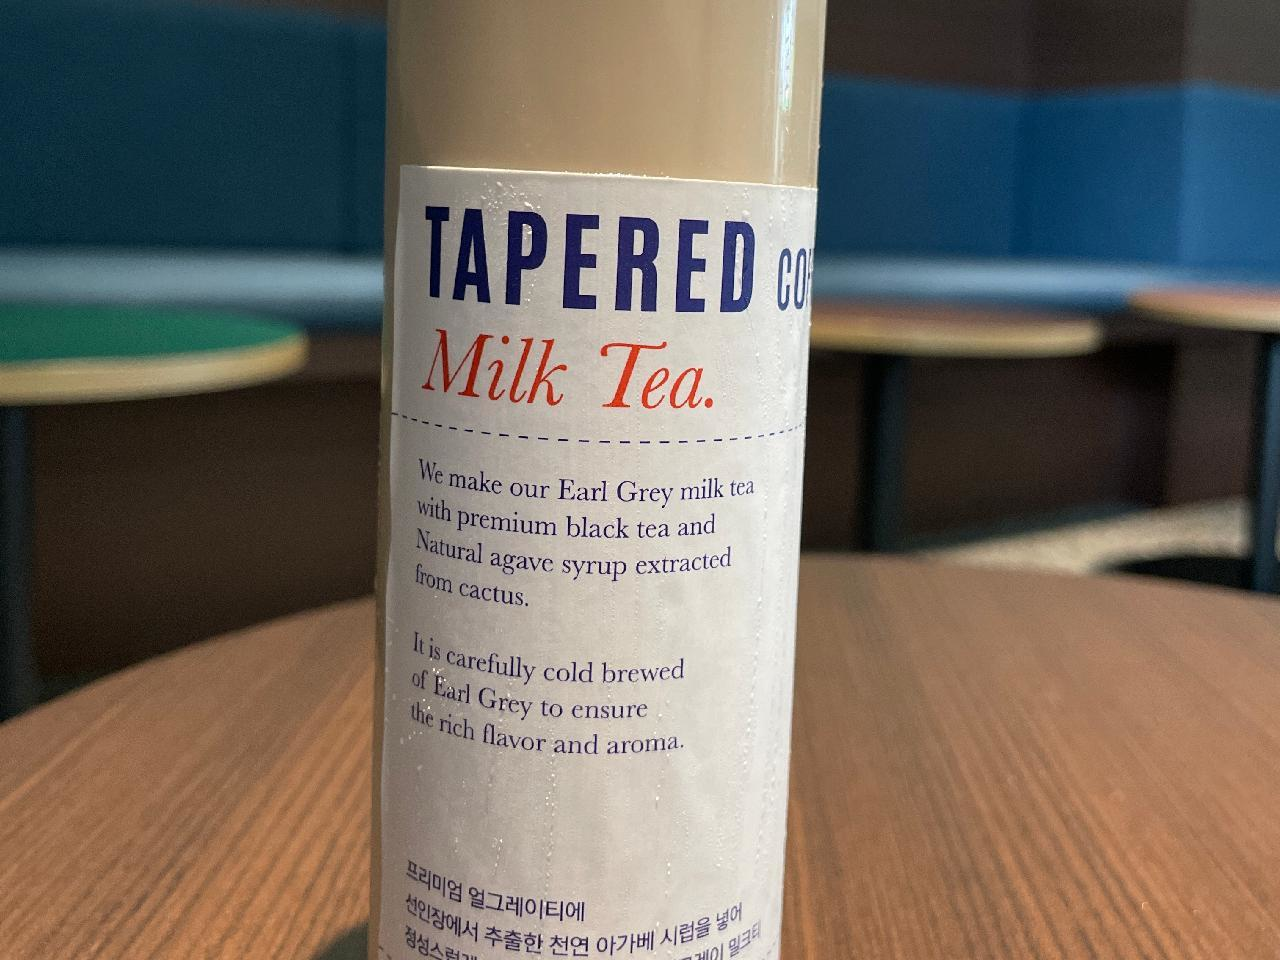 TAPERED
Milk Tea.
We make our Earl Grey milk tea
with premium black tea and
Natural agave syrup extracted
from cactus.
It is carefully cold brewed
of Earl Grey to ensure
the rich flavor and aroma.
프리미엄 얼그레이티에
선인장에서 추출한 천연 아가베 시럽을 넣어
밀크티